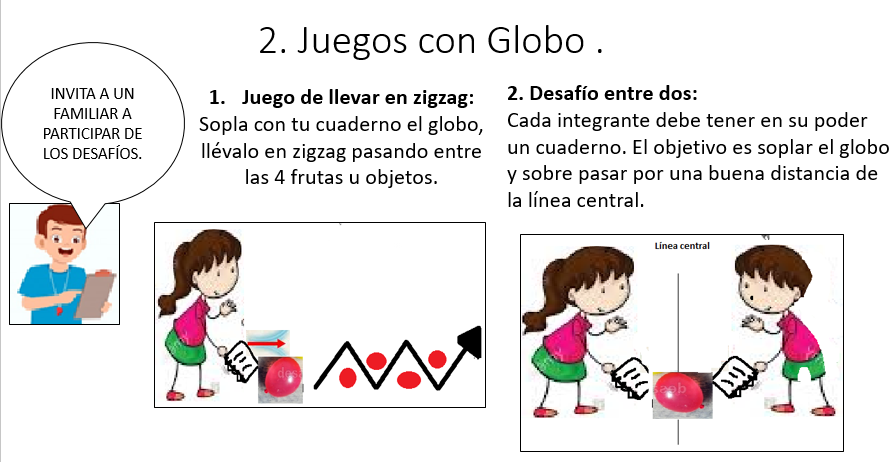 2. Juegos con Globo .
INVITA A UN
FAMILIAR A
PARTICIPAR DE
LOS DESAFÍOS.
1. Juego de llevar en zigzag:
Sopla con tu cuaderno el globo,
llévalo en zigzag pasando entre
las 4 frutas u objetos.
2. Desafío entre dos:
Cada integrante debe tener en su poder
un cuaderno. El objetivo es soplar el globo
y sobre pasar por una buena distancia de
la línea central.
Línea central